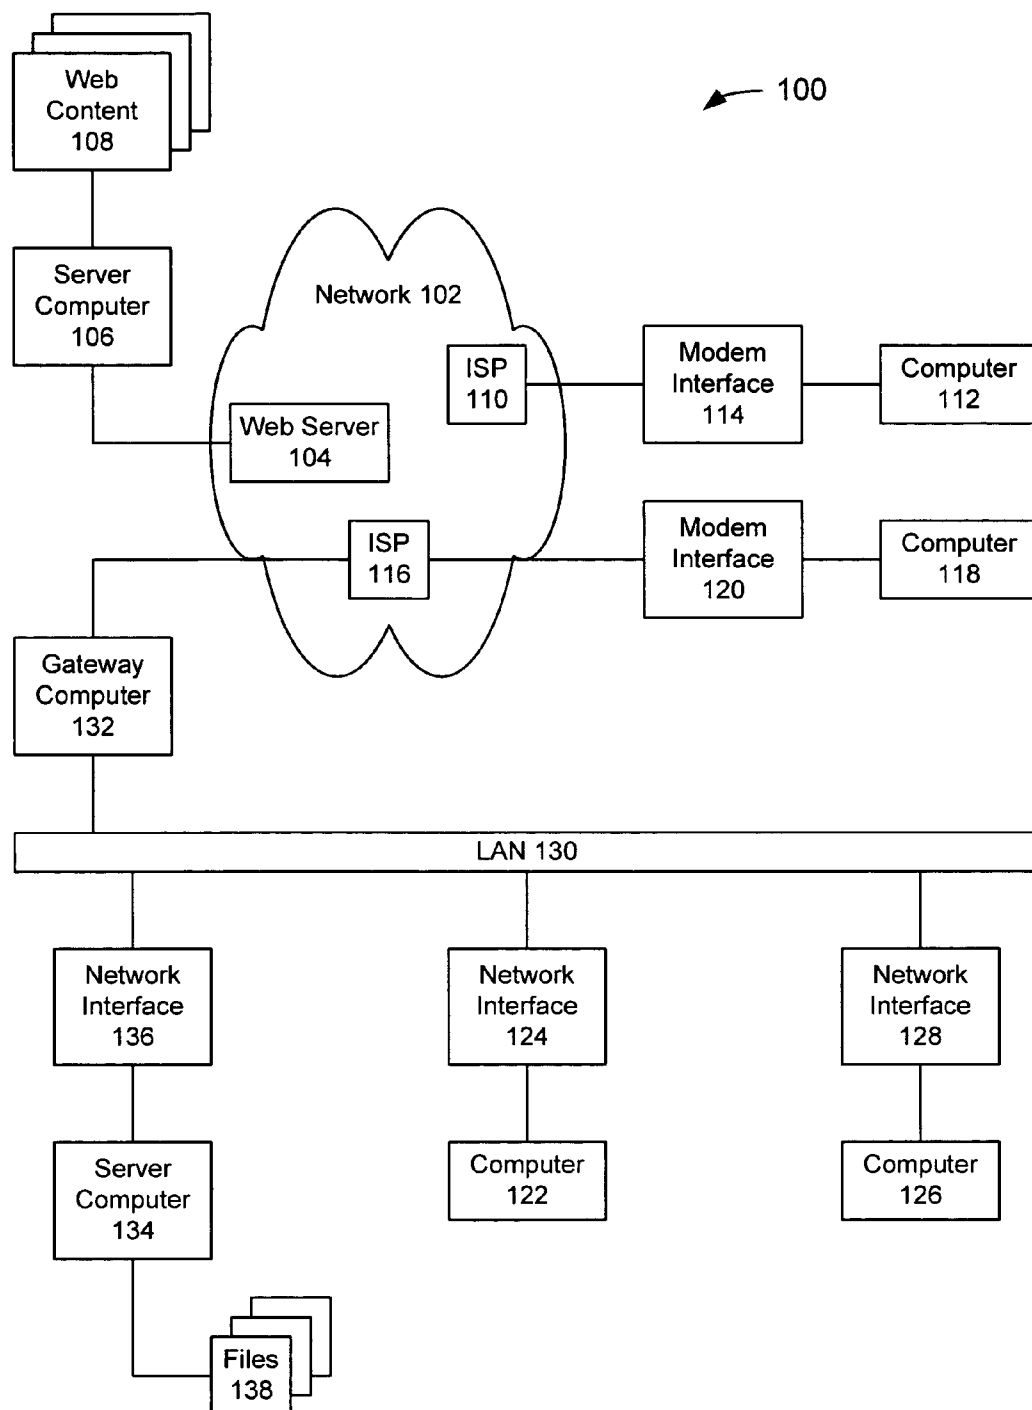 Web
Content
108
100
Server
Computer
106
Network 102
ISP
110
Modem
Interface
114
Computer
112
Web Server
104
ISP
116
Modem
Interface
120
Computer
118
Gateway
Computer
132
LAN 130
Network
Interface
136
Network
Interface
124
Network
Interface
128
Server
Computer
134
Computer
122
Computer
126
Files
138